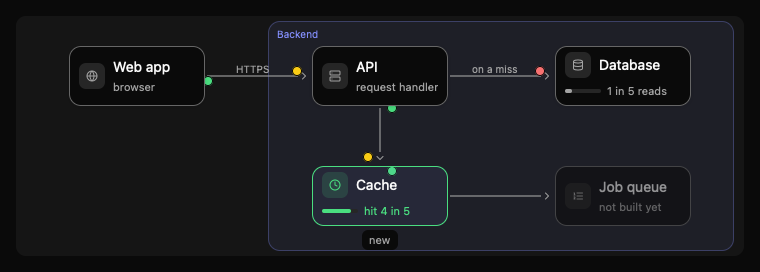 Backend
Web app
browser
HTTPS
API
request handler
on a miss
Database
1 in 5 reads
Cache
hit 4 in 5
new
Job queue
not built yet